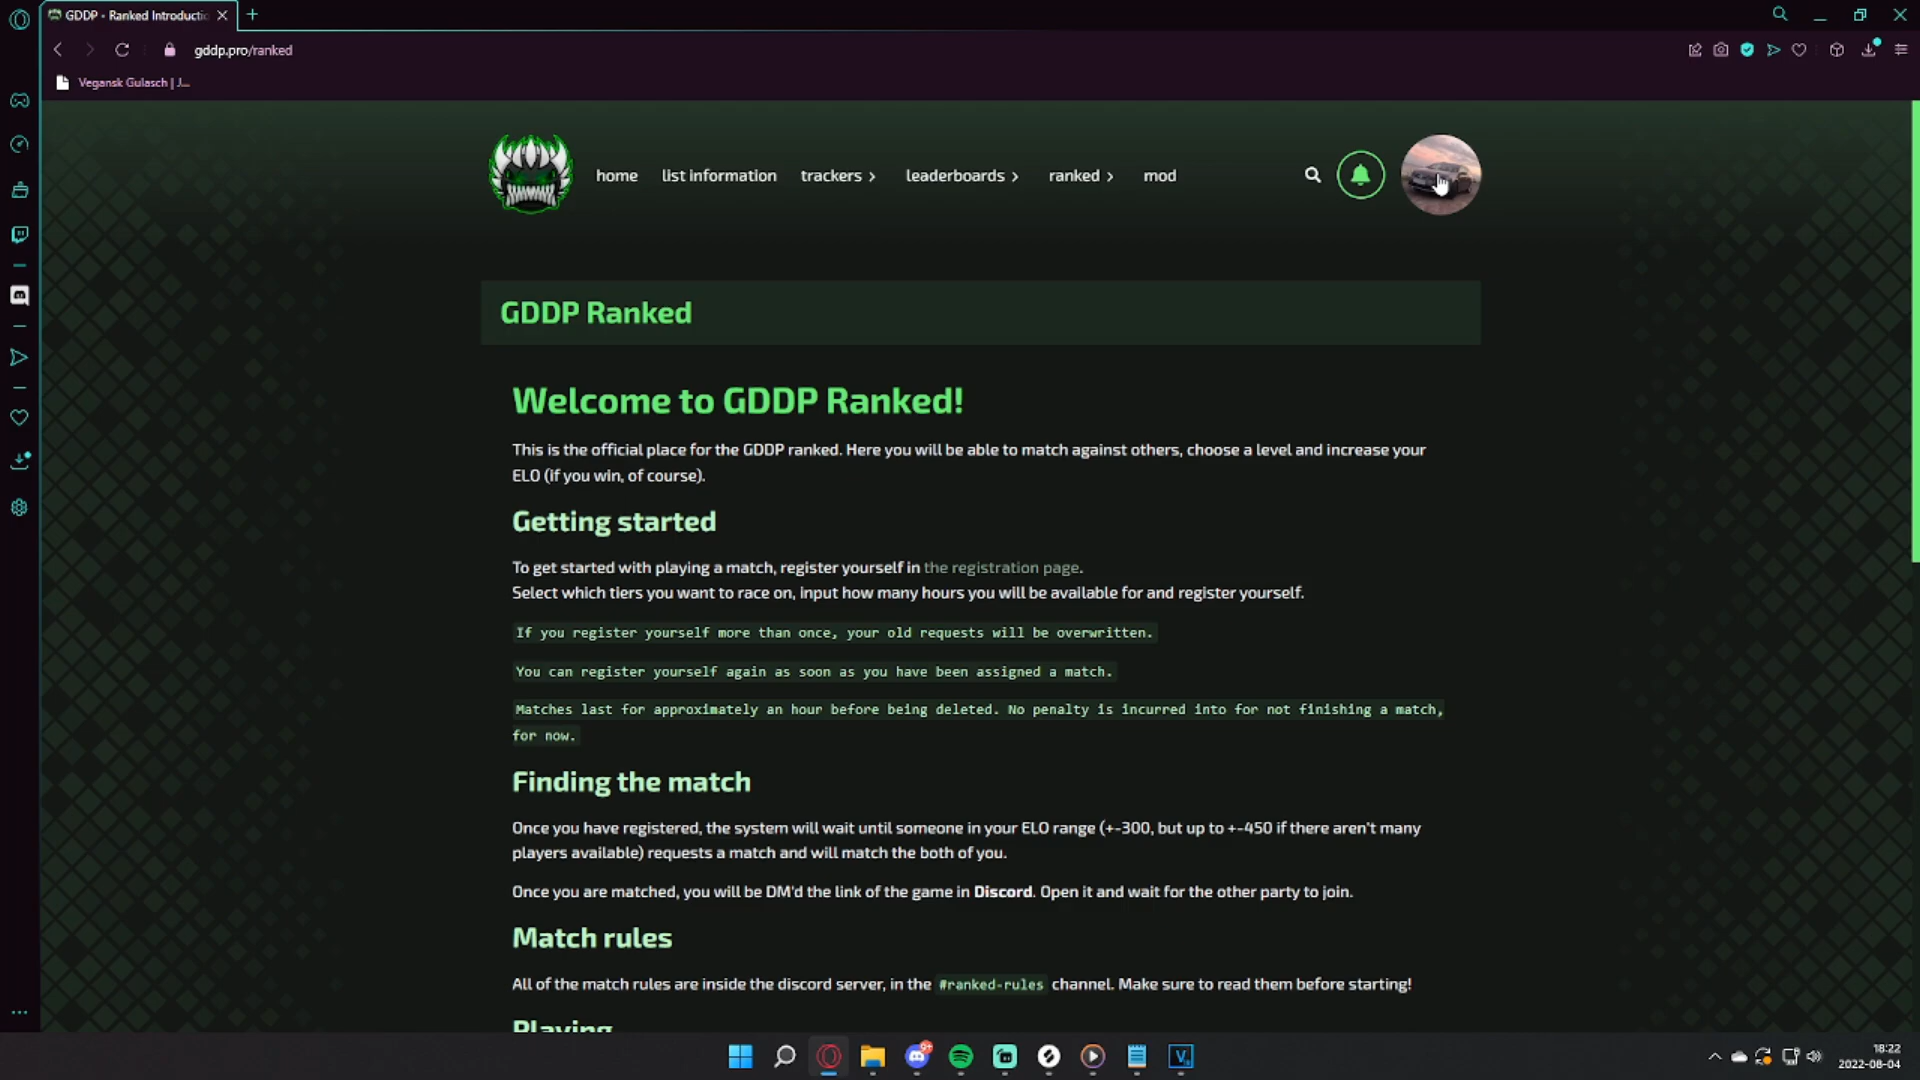 GDDP - Ranked Introductio
gddp.pro/ranked
Vegansk Gulasch | J...
home list information trackers leaderboards ranked mod
GDDP Ranked
Welcome to GDDP Ranked!
This is the official place for the GDDP ranked. Here you will be able to match against others, choose a level and increase your
ELO (if you win, of course).
Getting started
To get started with playing a match, register yourself in the registration page.
Select which tiers you want to race on, input how many hours you will be available for and register yourself.
If you register yourself more than once, your old requests will be overwritten.
You can register yourself again as soon as you have been assigned a match.
Matches last for approximately an hour before being deleted. No penalty is incurred into for not finishing a match,
for now.
Finding the match
Once you have registered, the system will wait until someone in your ELO range (+-300, but up to +-450 if there aren't many
players available) requests a match and will match the both of you.
Once you are matched, you will be DM'd the link of the game in Discord. Open it and wait for the other party to join.
Match rules
All of the match rules are inside the discord server, in the #ranked-rules channel. Make sure to read them before starting!
Playing
9+
V
18:22
2022-08-04